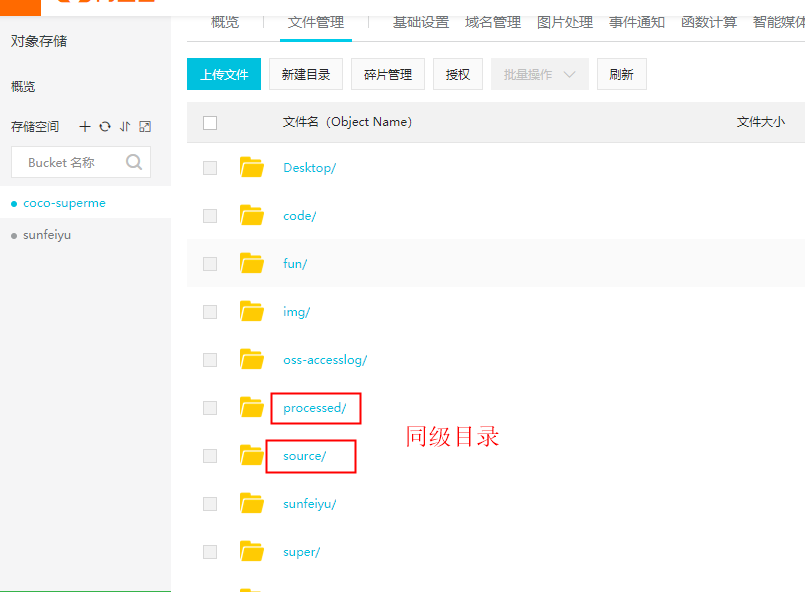 概览
文件管理
基础设置
域名管理
图片处理
事件通知
函数计算
智能媒体
对象存储
概览
存储空间
Bucket 名称
coco-superme
sunfeiyu
上传文件
新建目录
碎片管理
授权
批量操作
刷新
文件名（Object Name）
文件大小
Desktop/
code/
fun/
img/
oss-accesslog/
processed/
source/
同级目录
sunfeiyu/
super/